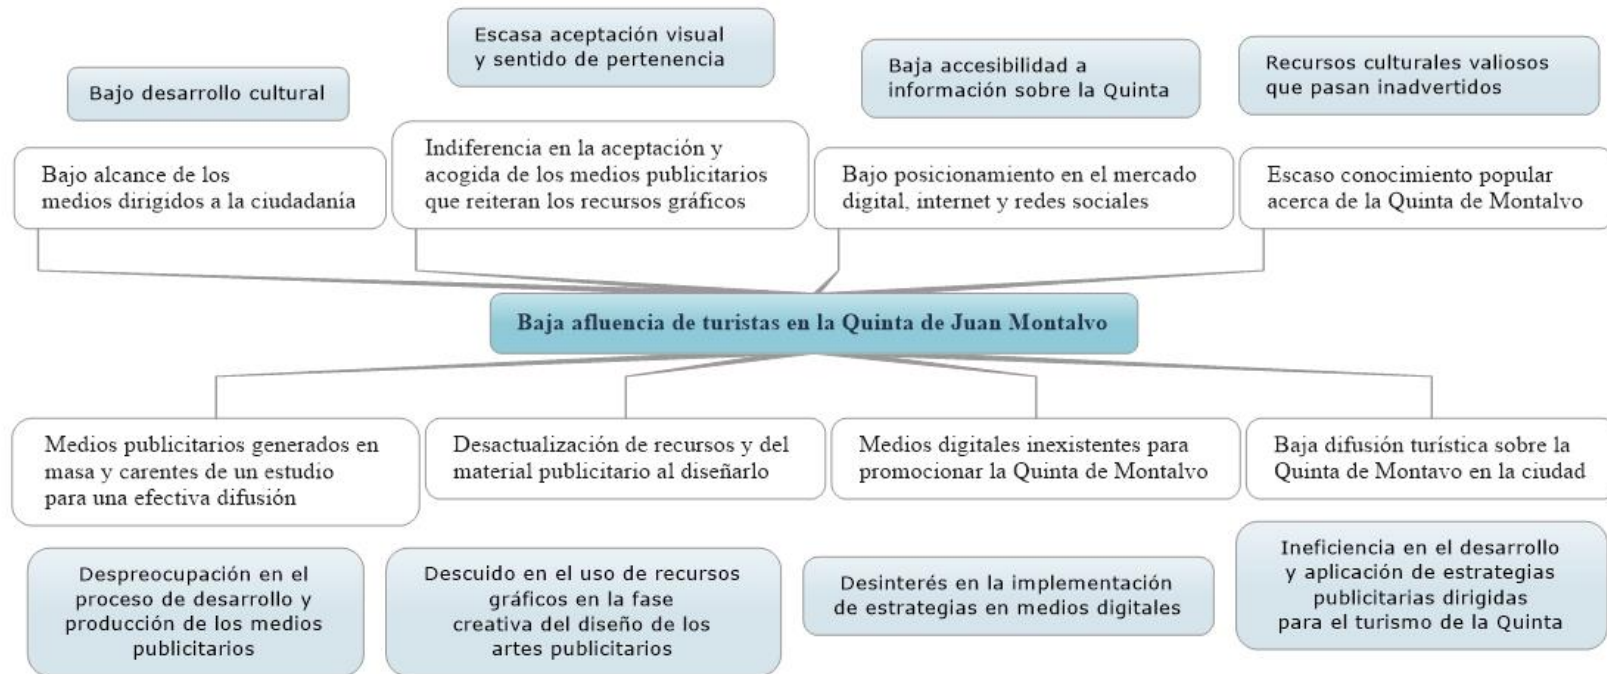 Bajo desarrollo cultural
Escasa aceptación visual
y sentido de pertenencia
Baja accesibilidad a
información sobre la Quinta
Recursos culturales valiosos
que pasan inadvertidos
Bajo alcance de los
medios dirigidos a la ciudadanía
Indiferencia en la aceptación y
acogida de los medios publicitarios
que reiteran los recursos gráficos
Bajo posicionamiento en el mercado
digital, internet y redes sociales
Escaso conocimiento popular
acerca de la Quinta de Montalvo
Baja afluencia de turistas en la Quinta de Juan Montalvo
Medios publicitarios generados en
masa y carentes de un estudio
para una efectiva difusión
Desactualización de recursos y del
material publicitario al diseñarlo
Medios digitales inexistentes para
promocionar la Quinta de Montalvo
Baja difusión turística sobre la
Quinta de Montavo en la ciudad
Despreocupación en el
proceso de desarrollo y
producción de los medios
publicitarios
Descuido en el uso de recursos
gráficos en la fase
creativa del diseño de los
artes publicitarios
Desinterés en la implementación
de estrategias en medios digitales
Ineficiencia en el desarrollo
y aplicación de estrategias
publicitarias dirigidas
para el turismo de la Quinta